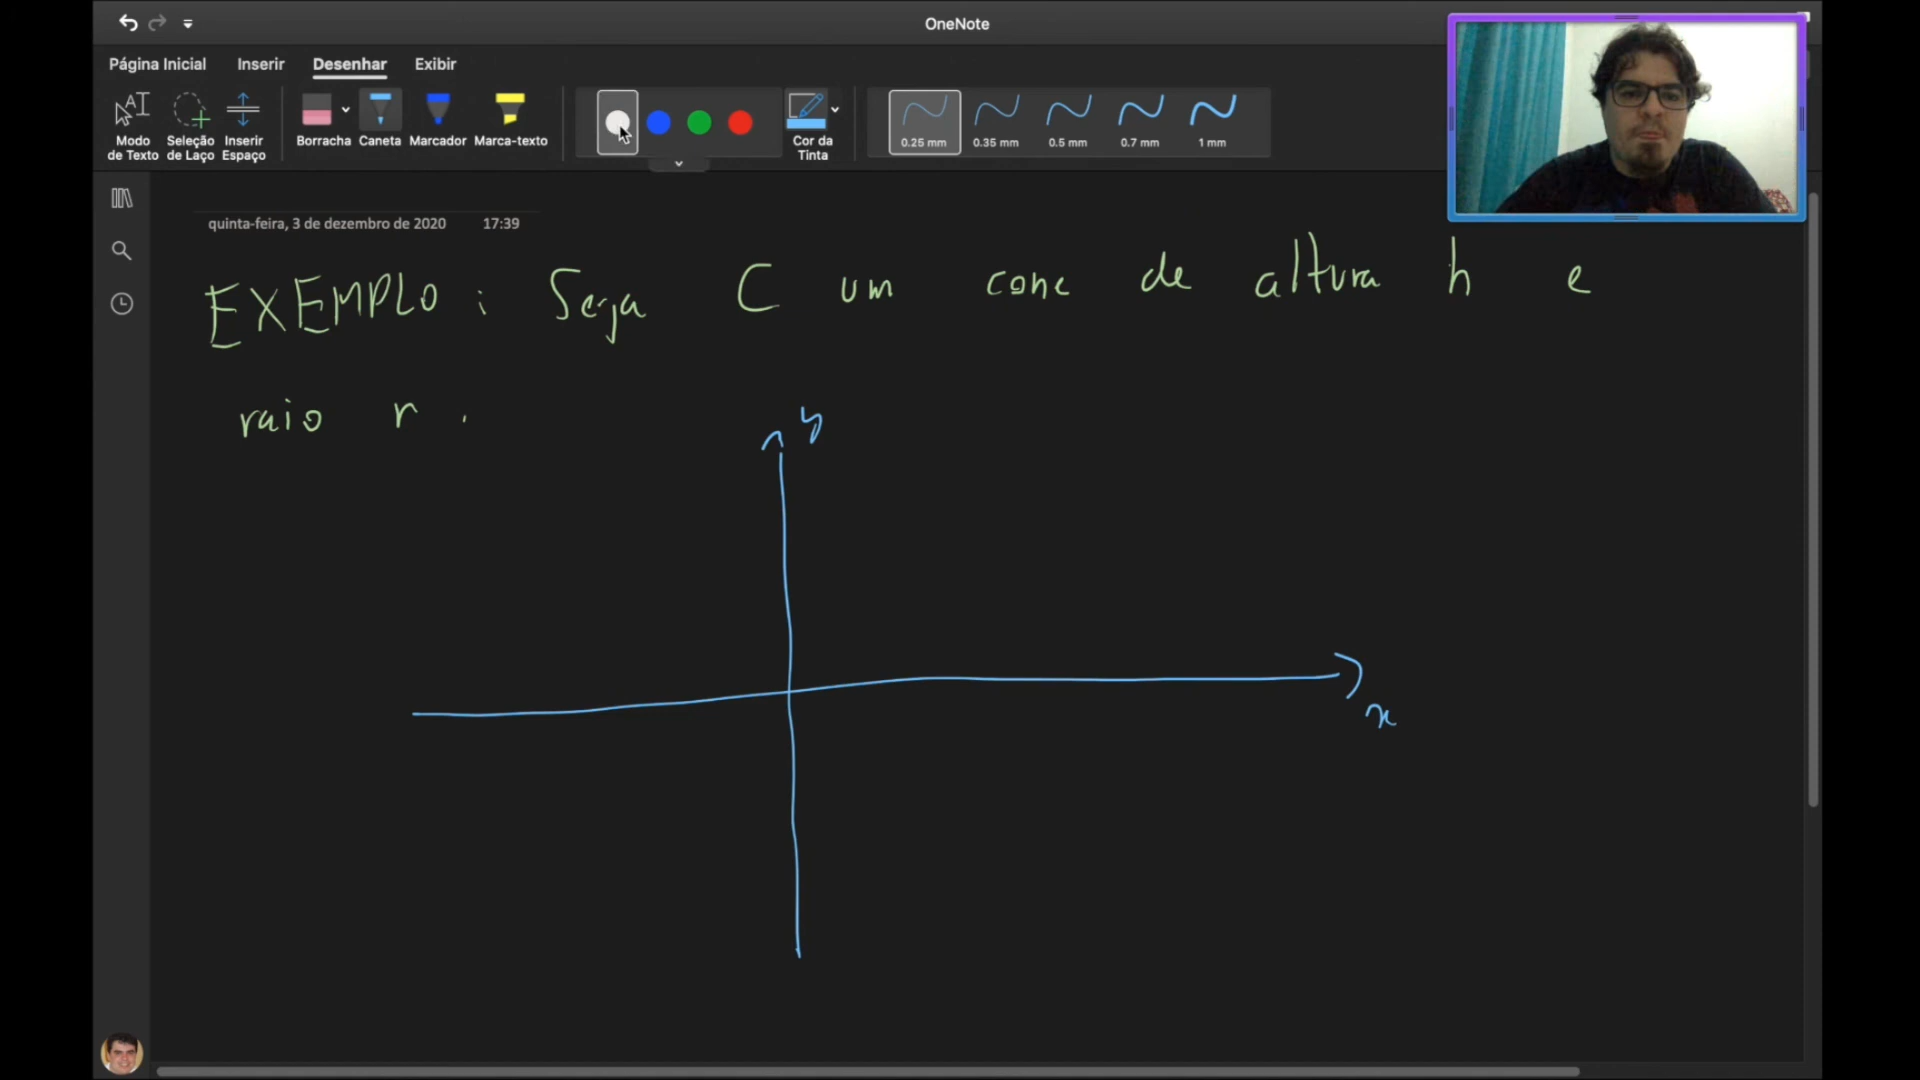 OneNote
Página Inicial Inserir Desenhar Exibir
Modo de Texto
Seleção de Laço
Inserir Espaço
Borracha
Caneta
Marcador
Marca-texto
Cor da Tinta
0.25 mm
0.35 mm
0.5 mm
0.7 mm
1 mm
quinta-feira, 3 de dezembro de 2020 17:39
EXEMPLO: Seja C um cone de altura h e
raio r.
y
x